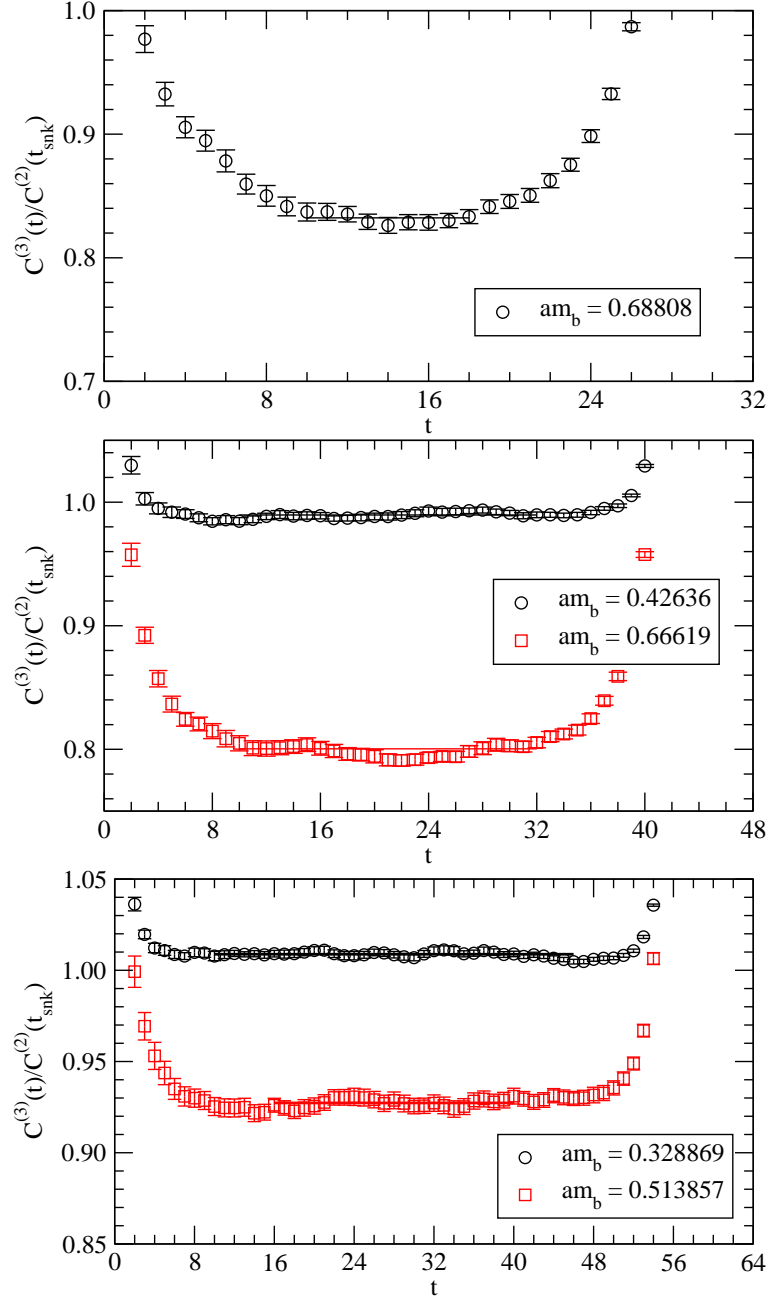 1.0
0.9
0.8
0.7
C^(3)(t)/C^(2)(t_snk)
am_b = 0.68808
0 8 16 24 32
t
1.0
0.9
0.8
C^(3)(t)/C^(2)(t_snk)
am_b = 0.42636
am_b = 0.66619
0 8 16 24 32 40 48
t
1.05
1.00
0.95
0.90
0.85
C^(3)(t)/C^(2)(t_snk)
am_b = 0.328869
am_b = 0.513857
0 8 16 24 32 40 48 56 64
t